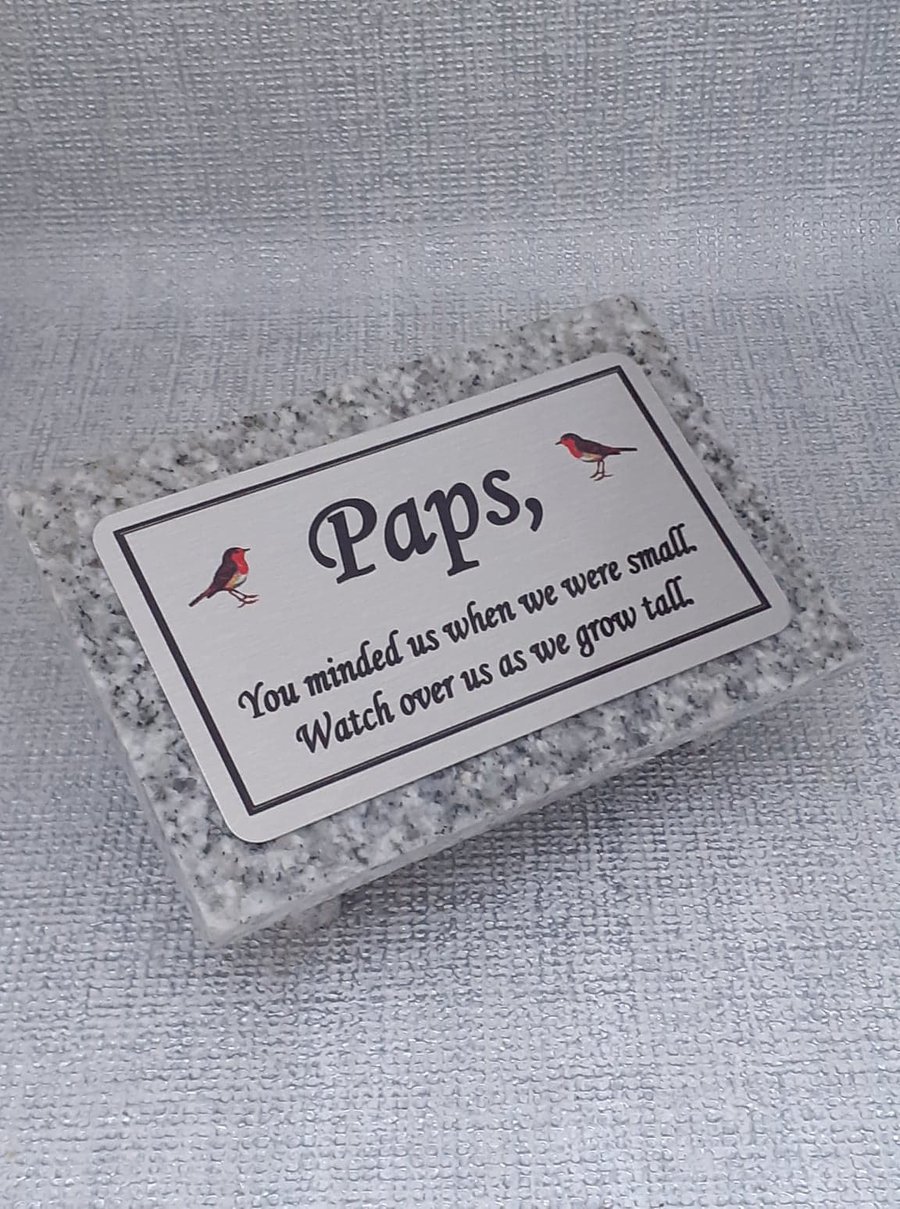 Paps,
You minded us when we were small.
Watch over us as we grow tall.